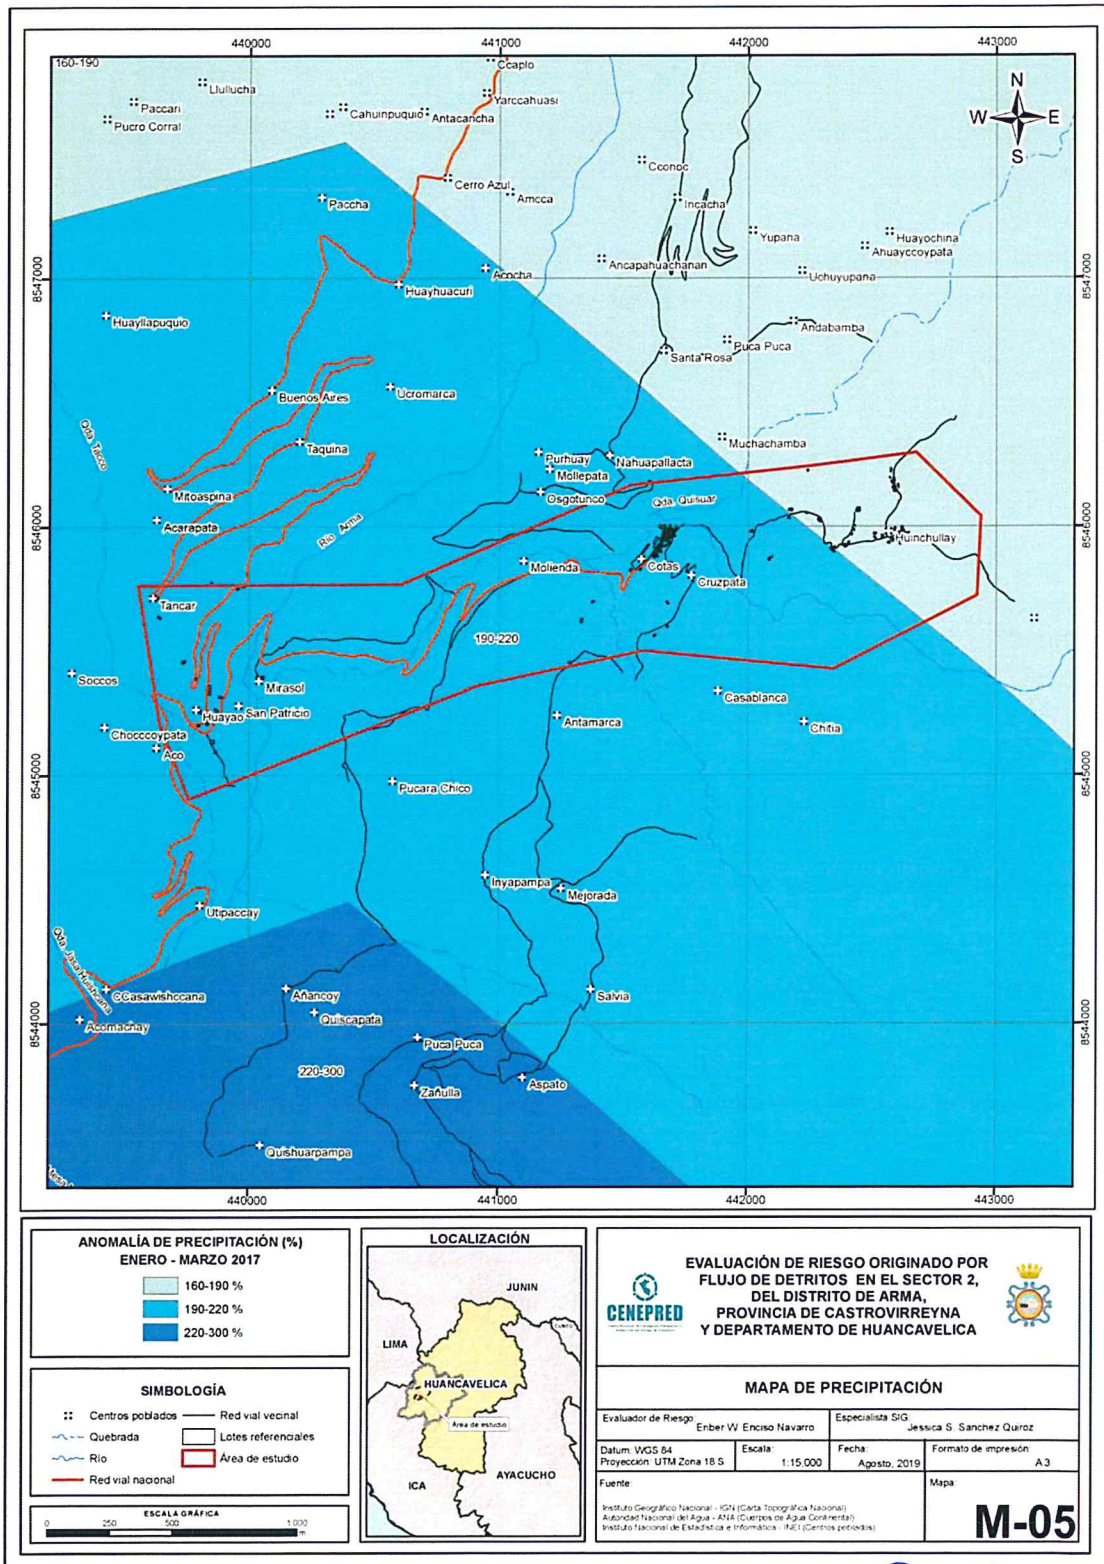 440000
441000
442000
443000
160-190
Llullucha
Ccaplo
Paccari
Yarccahuasi
Pucro Corral
Cahuinpuquio
Antacancha
N
W
E
S
Cconoc
Cerro Azul
Amcca
Paccha
Incacha
Yupana
Huayochina
Ahuayccoypata
Acocha
Ancapahuachanan
Uchuyupana
8547000
8547000
Huayhuacuri
Huayllapuquio
Andabamba
Puca Puca
Santa Rosa
Buenos Aires
Ucromarca
Qda. Tacco
Taquina
Muchachamba
Purhuay
Nahuapallacta
Mollepata
Mitoaspina
Osgotunco
Qda. Quisuar
Acarapata
Río Arma
8546000
8546000
Huinchullay
Molienda
Cotas
Cruzpata
Tancar
190-220
Soccos
Mirasol
Casablanca
Huayao
San Patricio
Antamarca
Chitia
Chocccoypata
Aco
8545000
8545000
Pucara Chico
Inyapampa
Mejorada
Utipaccay
Qda. Jasa Huishcana
CCasawishccana
Añancoy
Salvia
Quiscapata
Acomachay
8544000
8544000
Puca Puca
220-300
Zañulla
Aspato
Quishuarpampa
440000
441000
442000
443000
ANOMALÍA DE PRECIPITACIÓN (%)
ENERO - MARZO 2017
160-190 %
190-220 %
220-300 %
SIMBOLOGÍA
Centros poblados
Red vial vecinal
Quebrada
Lotes referenciales
Río
Área de estudio
Red vial nacional
ESCALA GRÁFICA
0 250 500 1 000
m
LOCALIZACIÓN
JUNIN
CUSCO
LIMA
HUANCAVELICA
Área de estudio
AYACUCHO
ICA
CENEPRED
EVALUACIÓN DE RIESGO ORIGINADO POR
FLUJO DE DETRITOS EN EL SECTOR 2,
DEL DISTRITO DE ARMA,
PROVINCIA DE CASTROVIRREYNA
Y DEPARTAMENTO DE HUANCAVELICA
MAPA DE PRECIPITACIÓN
Evaluador de Riesgo:
Enber W. Enciso Navarro
Especialista SIG:
Jessica S. Sanchez Quiroz
Datum: WGS 84
Proyección: UTM Zona 18 S
Escala:
1:15.000
Fecha:
Agosto, 2019
Formato de impresión:
A3
Fuente:
Instituto Geográfico Nacional - IGN (Carta Topográfica Nacional)
Autoridad Nacional del Agua - ANA (Cuerpos de Agua Continental)
Instituto Nacional de Estadística e Informática - INEI (Centros poblados)
Mapa:
M-05